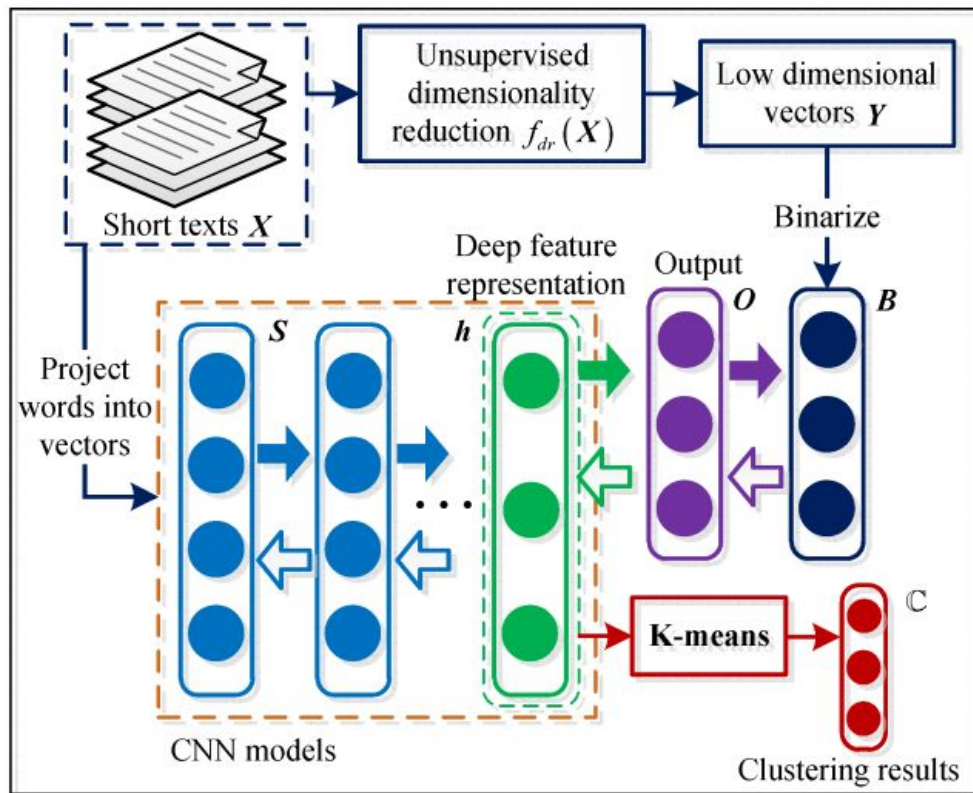 Unsupervised
dimensionality
reduction f_dr(X)
Low dimensional
vectors Y
Short texts X
Binarize
Deep feature
representation
Output
O
B
S
h
Project
words into
vectors
...
K-means
ℂ
CNN models
Clustering results